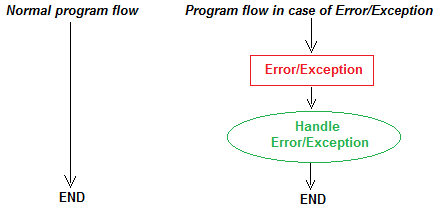 Normal program flow
Program flow in case of Error/Exception
Error/Exception
Handle
Error/Exception
END
END